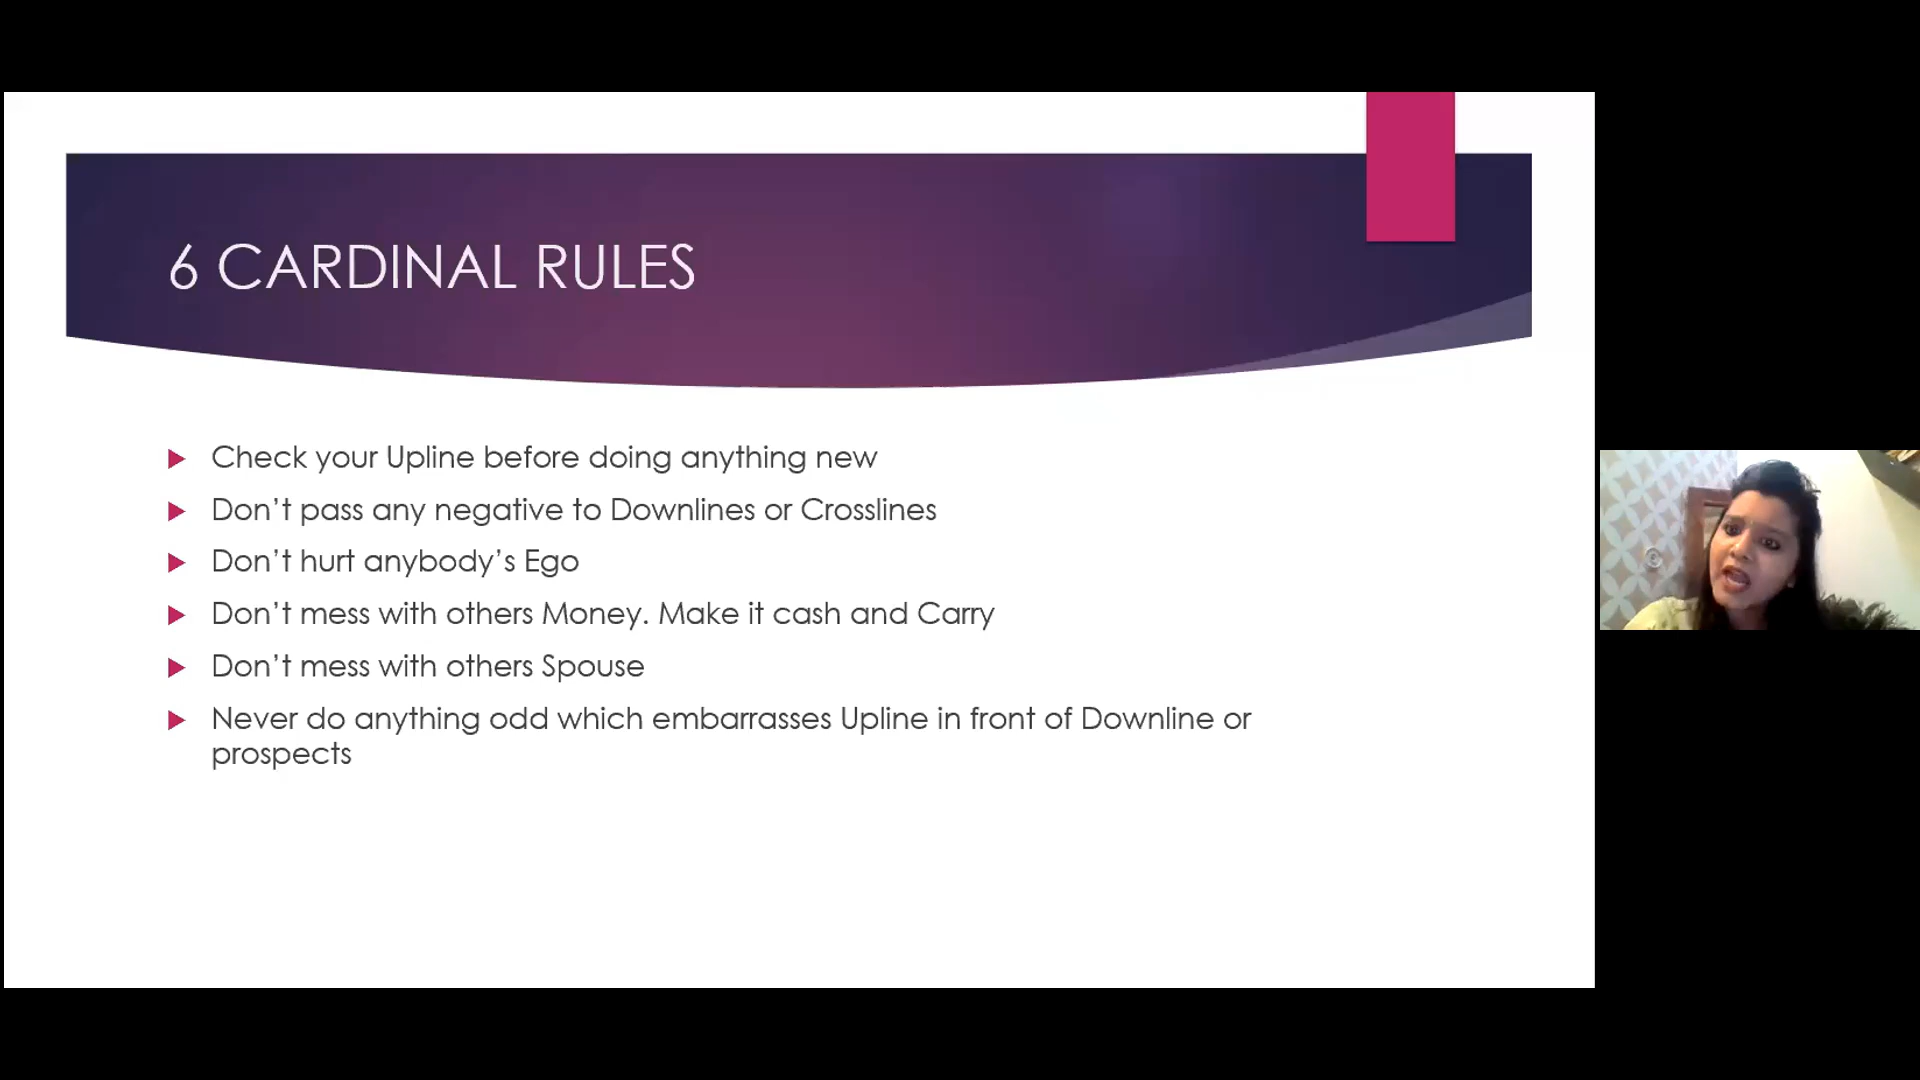 6 CARDINAL RULES
Check your Upline before doing anything new
Don’t pass any negative to Downlines or Crosslines
Don’t hurt anybody’s Ego
Don’t mess with others Money. Make it cash and Carry
Don’t mess with others Spouse
Never do anything odd which embarrasses Upline in front of Downline or
prospects